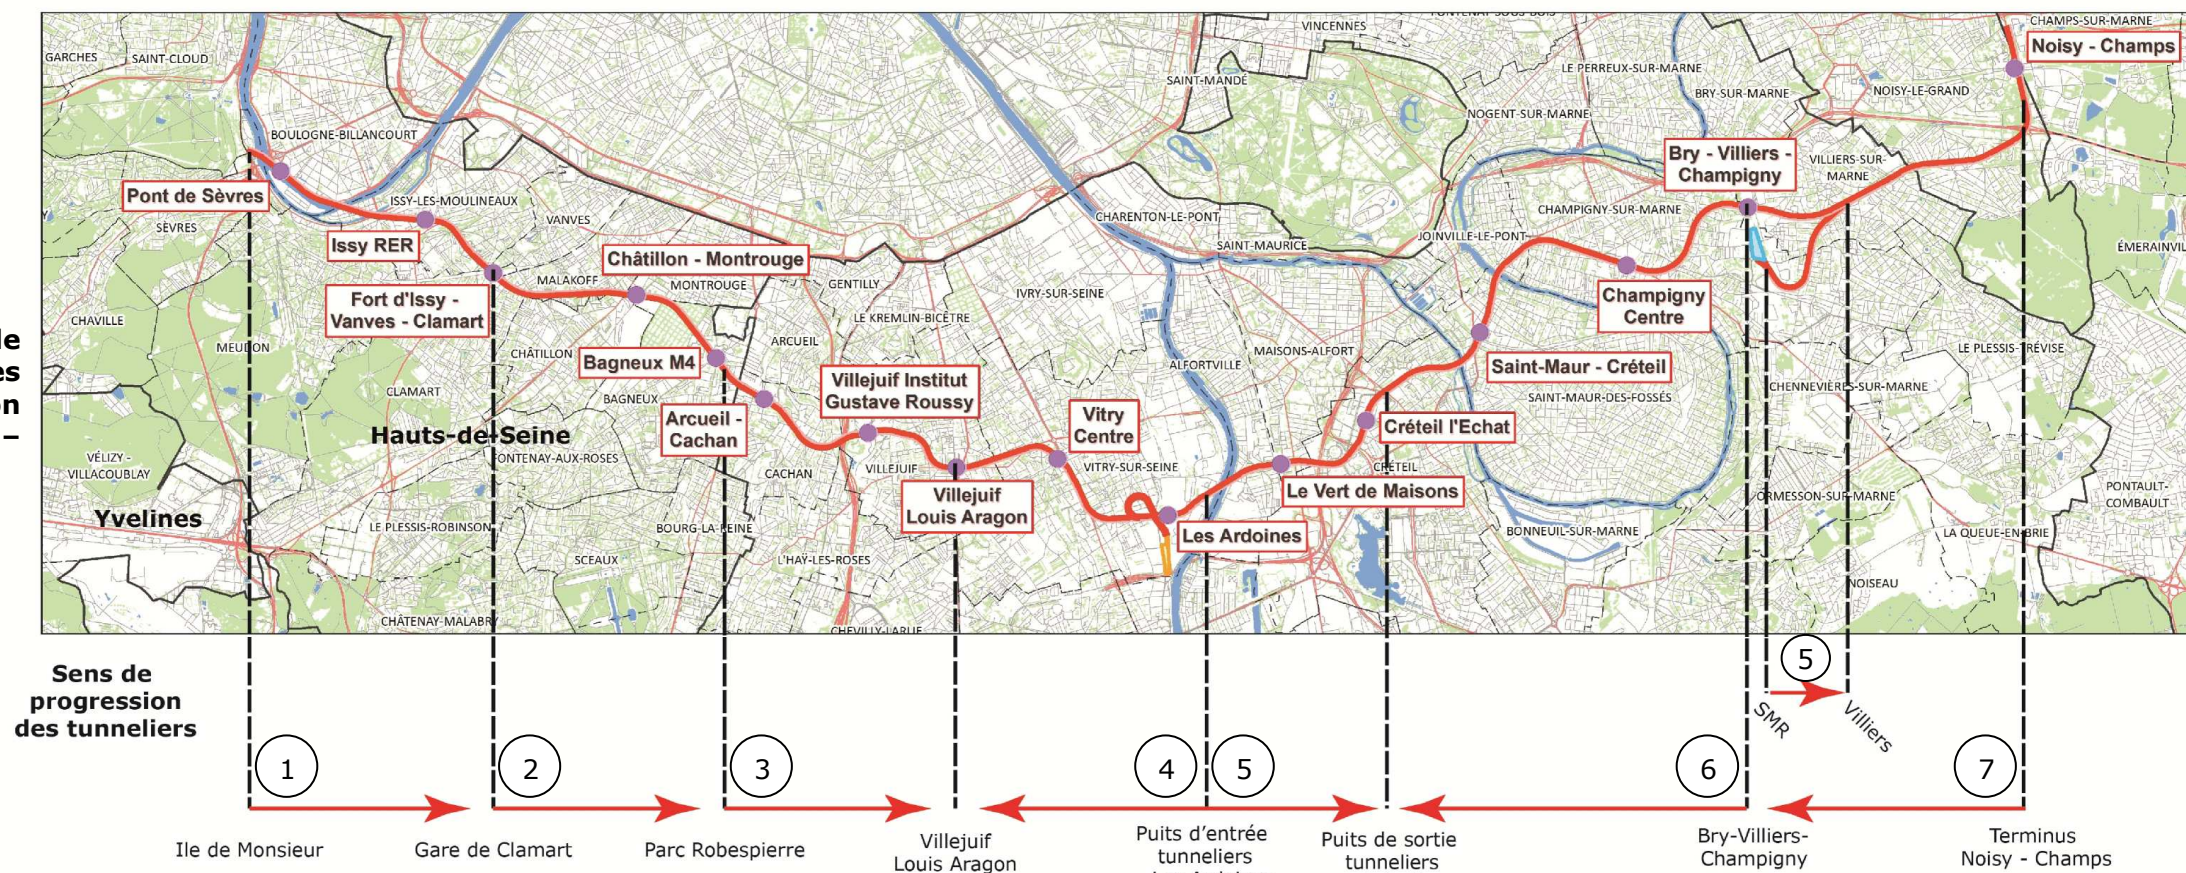 GARCHES
SAINT-CLOUD
BOULOGNE-BILLANCOURT
Pont de Sèvres
SÈVRES
ISSY-LES-MOULINEAUX
VANVES
Issy RER
Châtillon - Montrouge
MALAKOFF
MONTROUGE
Fort d'Issy -
Vanves - Clamart
CHAVILLE
MEUDON
CHÂTILLON
Bagneux M4
CLAMART
BAGNEUX
ARCUEIL
GENTILLY
LE KREMLIN-BICÊTRE
Arcueil -
Cachan
Villejuif Institut
Gustave Roussy
Hauts-de-Seine
FONTENAY-AUX-ROSES
VÉLIZY -
VILLACOUBLAY
Yvelines
LE PLESSIS-ROBINSON
BOURG-LA-REINE
SCEAUX
L'HAŸ-LES-ROSES
CACHAN
VILLEJUIF
CHÂTENAY-MALABRY
CHEVILLY-LARUE
Villejuif
Louis Aragon
Vitry
Centre
VITRY-SUR-SEINE
IVRY-SUR-SEINE
CHARENTON-LE-PONT
SAINT-MANDÉ
VINCENNES
FONTENAY-SOUS-BOIS
SAINT-MAURICE
ALFORTVILLE
MAISONS-ALFORT
Les Ardoines
Le Vert de Maisons
CRÉTEIL
Créteil l'Echat
Saint-Maur - Créteil
SAINT-MAUR-DES-FOSSÉS
JOINVILLE-LE-PONT
NOGENT-SUR-MARNE
LE PERREUX-SUR-MARNE
BRY-SUR-MARNE
CHAMPIGNY-SUR-MARNE
Bry - Villiers -
Champigny
Champigny
Centre
VILLIERS-SUR-
MARNE
NOISY-LE-GRAND
CHAMPS-SUR-MARNE
Noisy - Champs
LE PLESSIS-TRÉVISE
CHENNEVIÈRES-SUR-MARNE
ORMESSON-SUR-MARNE
BONNEUIL-SUR-MARNE
LA QUEUE-EN-BRIE
NOISEAU
PONTAULT-
COMBAULT
ÉMERAINVIL
le
es
on
–
Sens de
progression
des tunneliers
5
SMR
Villiers
1
2
3
4
5
6
7
Ile de Monsieur
Gare de Clamart
Parc Robespierre
Villejuif
Louis Aragon
Puits d'entrée
tunneliers
Puits de sortie
tunneliers
Bry-Villiers-
Champigny
Terminus
Noisy - Champs